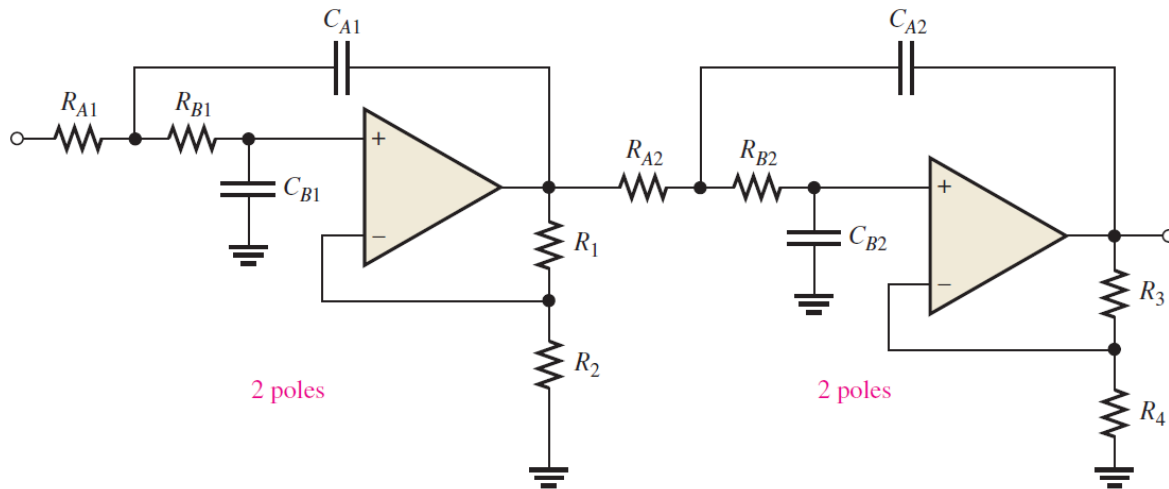 C_A1
C_A2
R_A1
R_B1
+
C_B1
−
R_1
R_2
2 poles
R_A2
R_B2
+
C_B2
−
R_3
R_4
2 poles